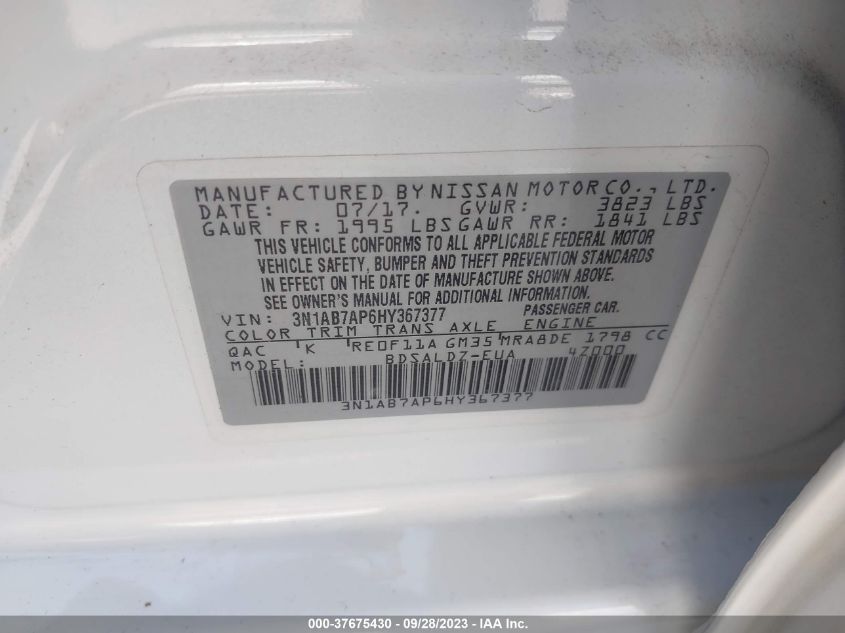 MANUFACTURED BY NISSAN MOTOR CO., LTD.
DATE: 07/17. GVWR: 3823 LBS
GAWR FR: 1995 LBS GAWR RR: 1841 LBS
THIS VEHICLE CONFORMS TO ALL APPLICABLE FEDERAL MOTOR
VEHICLE SAFETY, BUMPER AND THEFT PREVENTION STANDARDS
IN EFFECT ON THE DATE OF MANUFACTURE SHOWN ABOVE.
SEE OWNER'S MANUAL FOR ADDITIONAL INFORMATION.
VIN: 3N1AB7AP6HY367377 PASSENGER CAR.
COLOR TRIM TRANS AXLE ENGINE
QAC 'K RE0F11A GM35 'MRA8DE 1798 CC
MODEL: BDSALDZ-EUA 4Z000
3N1AB7AP6HY367377
000-37675430 - 09/28/2023 - IAA Inc.